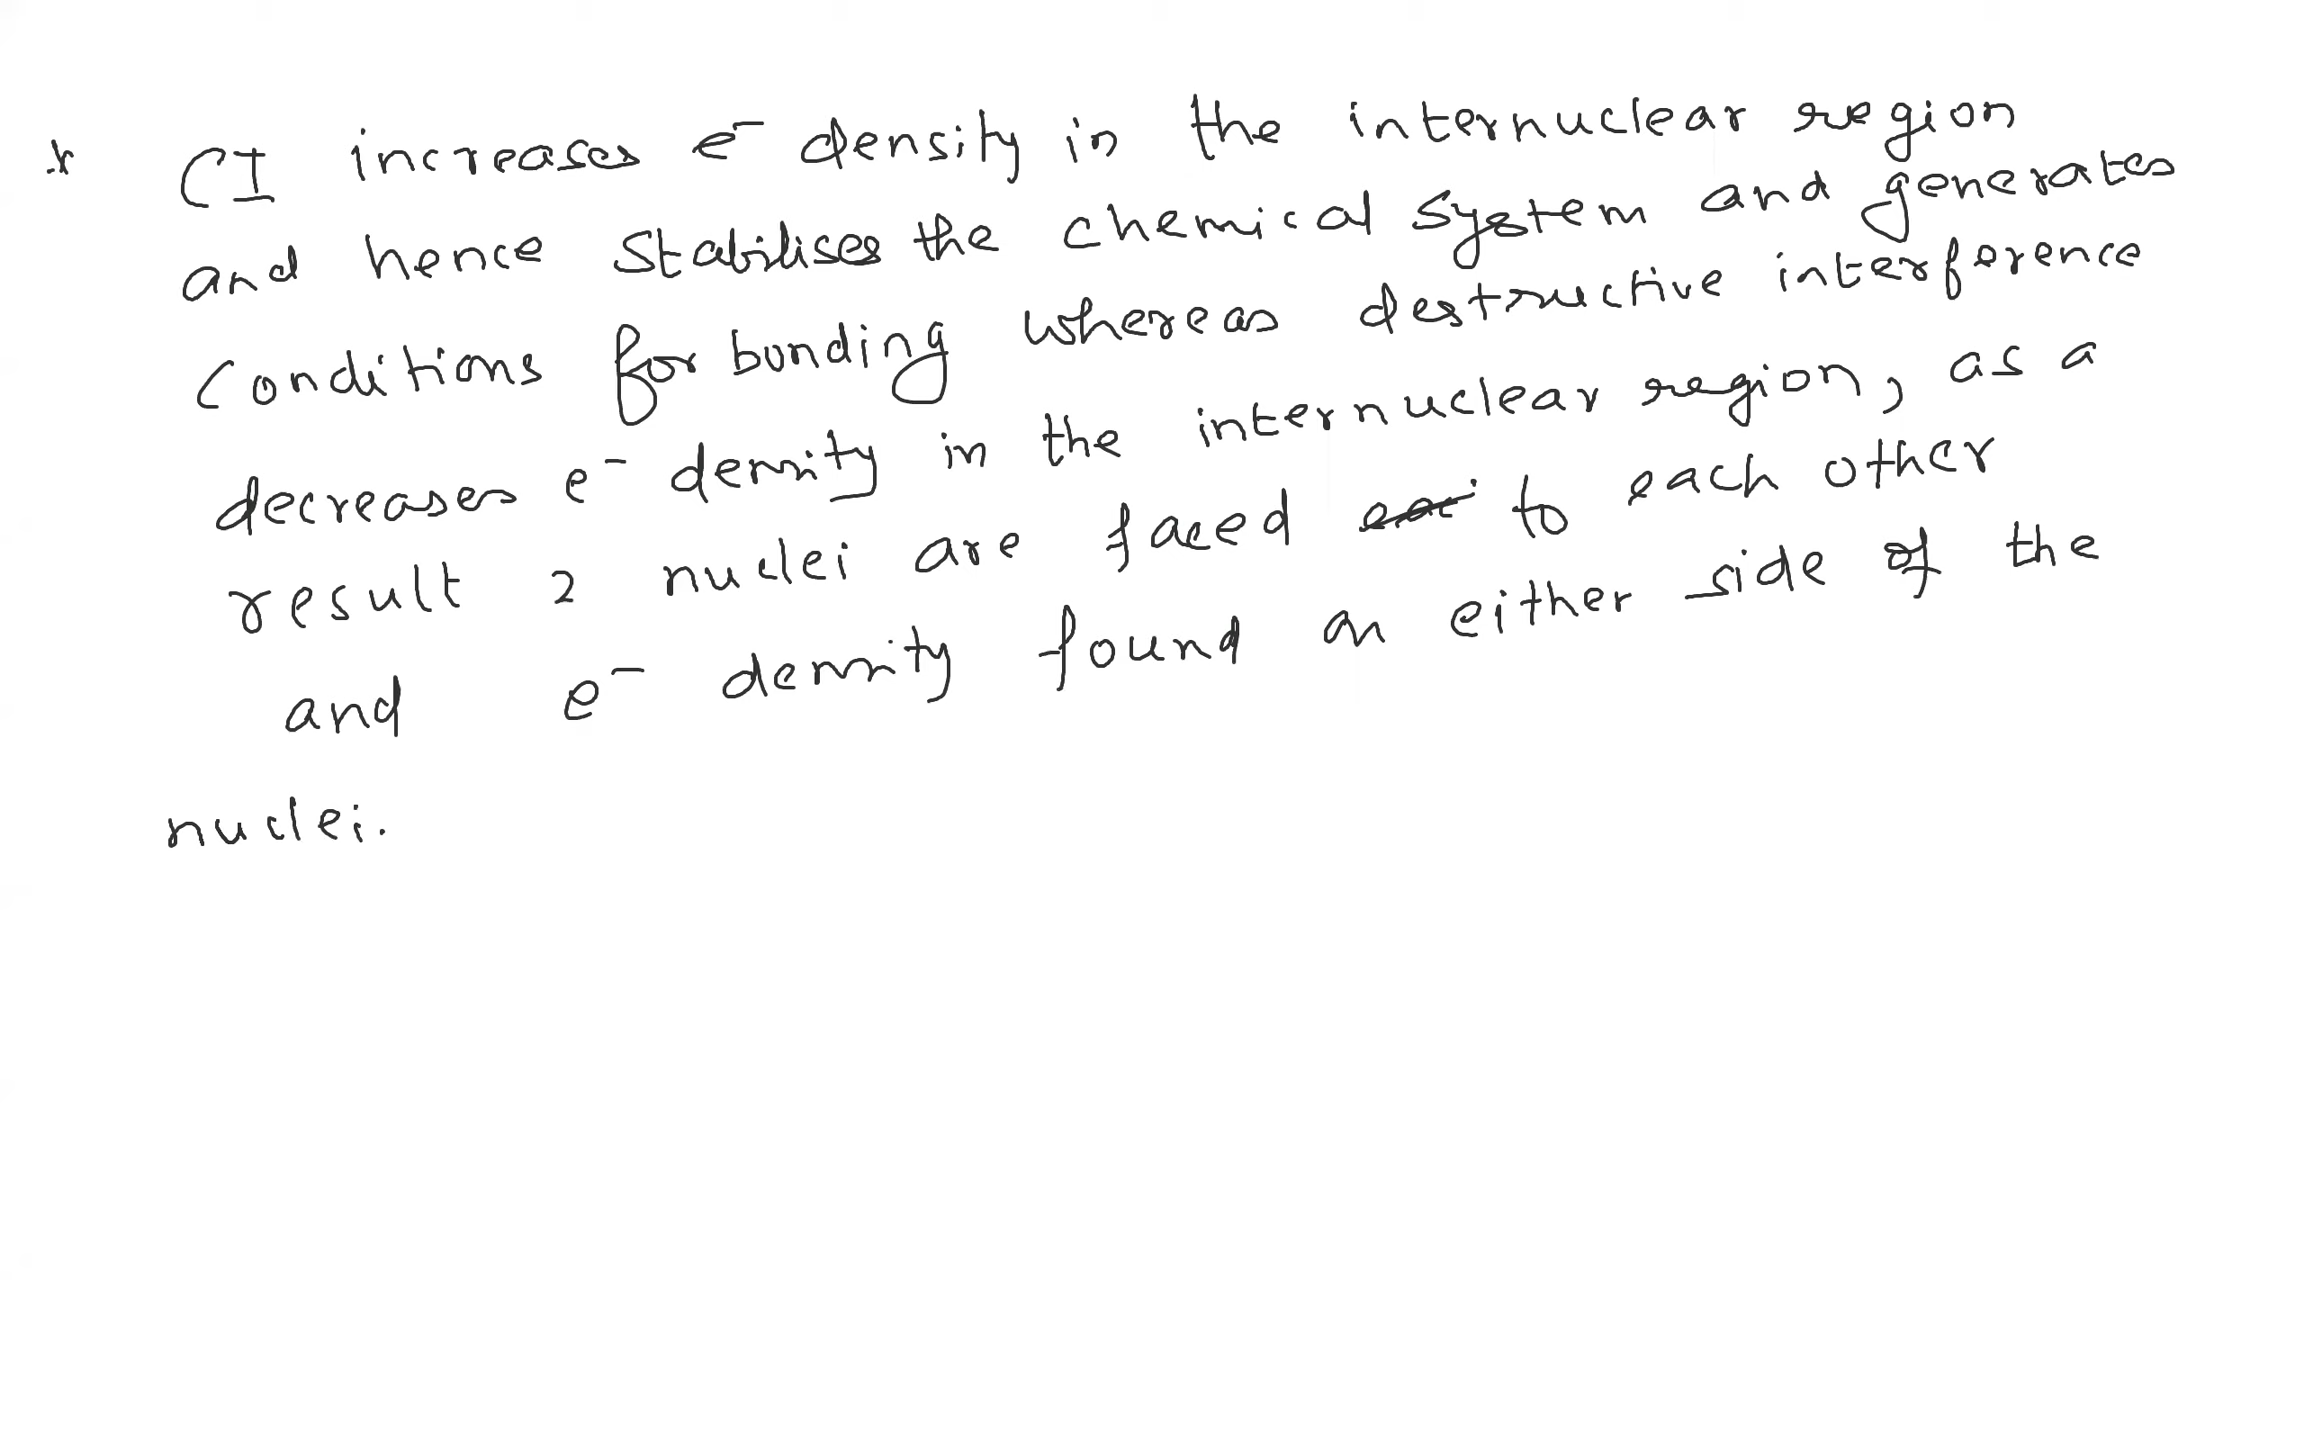 * CI increases e⁻ density in the internuclear region
and hence stabilises the chemical system and generates
conditions for bonding whereas destructive interference
decreases e⁻ density in the internuclear region, as a
result 2 nuclei are faced to each other
and e⁻ density found on either side of the
nuclei.